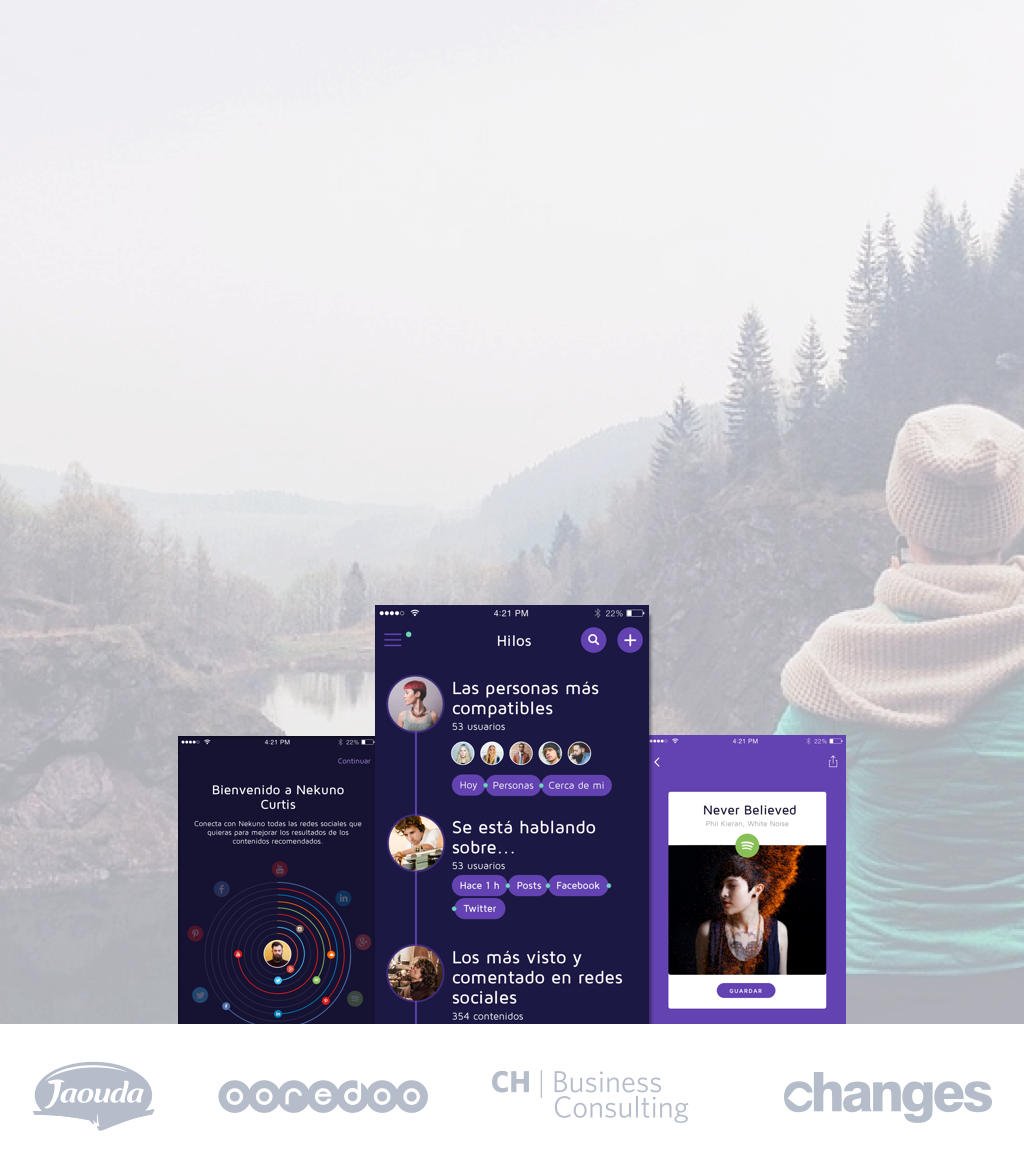 4:21 PM
22%
Hilos
Las personas más
compatibles
53 usuarios
Hoy
Personas
Cerca de mi
Se está hablando
sobre...
53 usuarios
Hace 1 h
Posts
Facebook
Twitter
Los más visto y
comentado en redes
sociales
354 contenidos
4:21 PM
22%
Continuar
Bienvenido a Nekuno
Curtis
Conecta con Nekuno todas las redes sociales que
quieras para mejorar los resultados de los
contenidos recomendados.
4:21 PM
22%
Never Believed
Phil Kieran, White Noise
GUARDAR
Jaouda
ooredoo
CH | Business
Consulting
changes